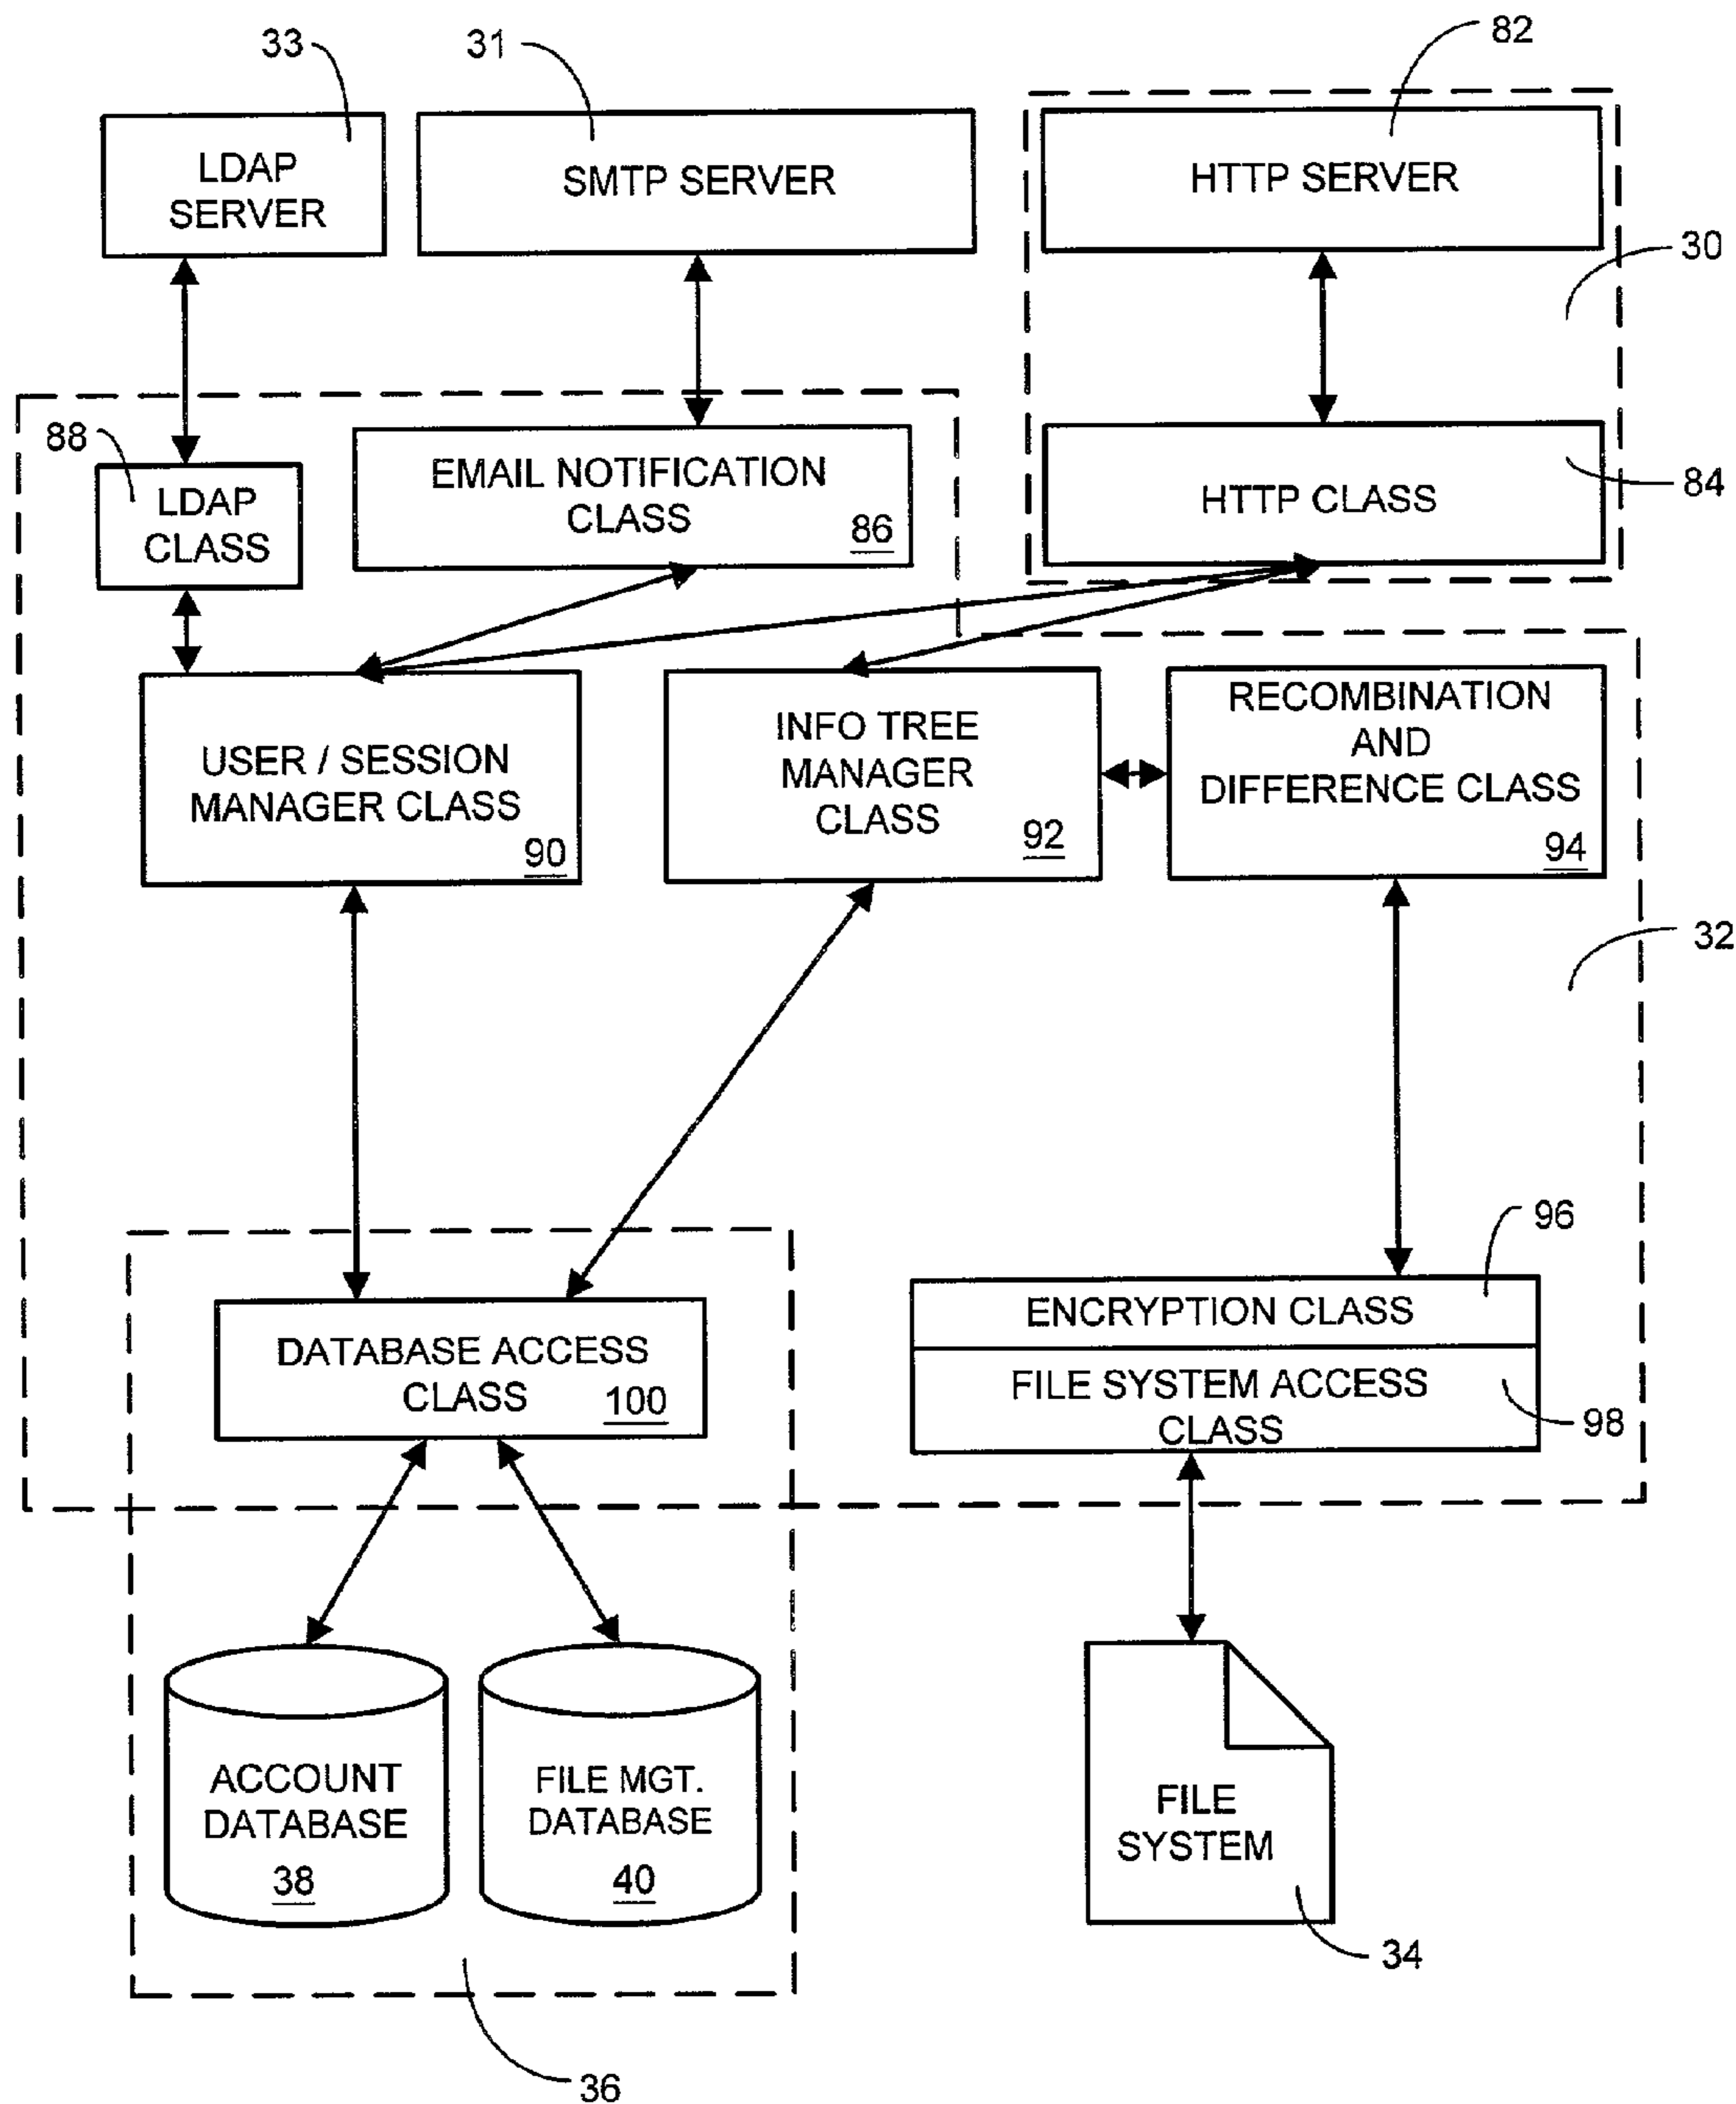 33
31
82
LDAP
SERVER
SMTP SERVER
HTTP SERVER
30
88
LDAP
CLASS
EMAIL NOTIFICATION
CLASS
86
HTTP CLASS
84
USER / SESSION
MANAGER CLASS
90
INFO TREE
MANAGER
CLASS
92
RECOMBINATION
AND
DIFFERENCE CLASS
94
32
96
DATABASE ACCESS
CLASS
100
ENCRYPTION CLASS
FILE SYSTEM ACCESS
CLASS
98
ACCOUNT
DATABASE
38
FILE MGT.
DATABASE
40
FILE
SYSTEM
34
36